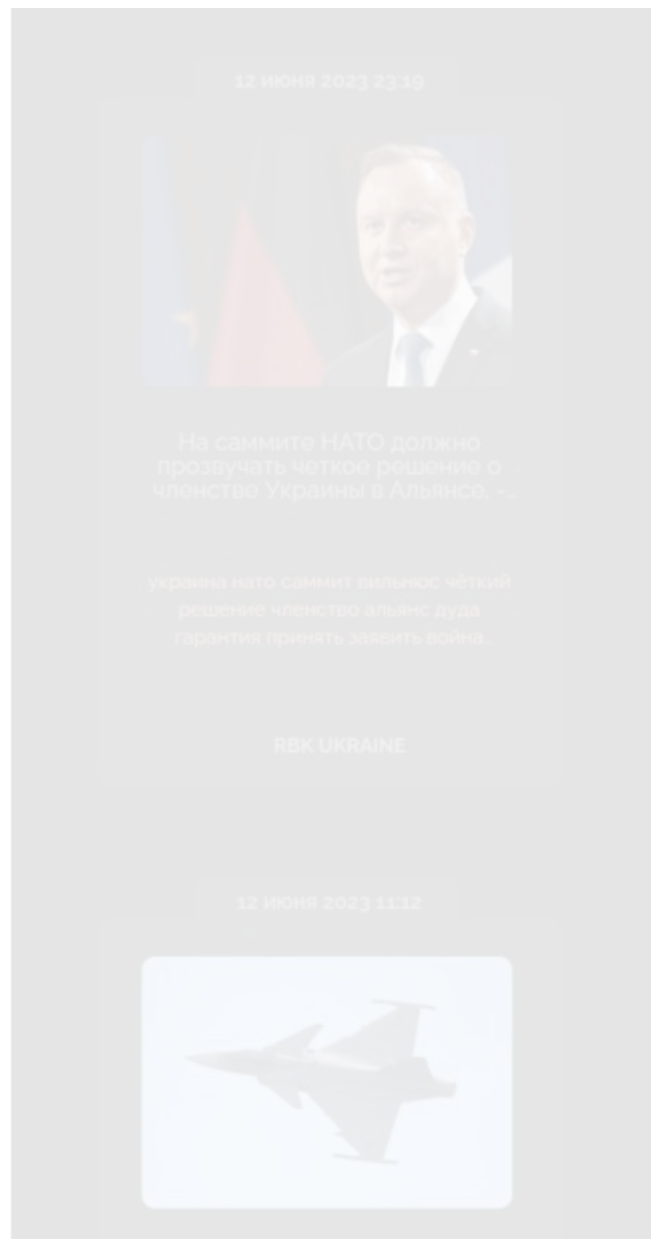 12 июня 2023 23:19
На саммите НАТО должно
прозвучать четкое решение о
членстве Украины в Альянсе. -...
украина нато саммит вильнюс чёткий
решение членство альянс дуда
гарантия принять заявить война...
RBK UKRAINE
12 июня 2023 11:12